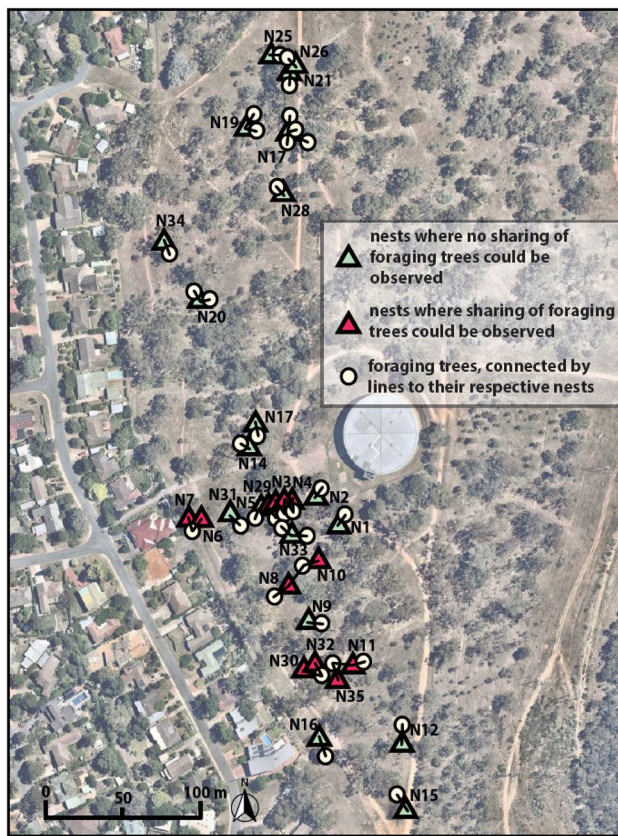 N25
N26
N21
N19
N17
N28
N34
nests where no sharing of
foraging trees could be
observed
nests where sharing of foraging
trees could be observed
foraging trees, connected by
lines to their respective nests
N20
N17
N14
N7
N31
N29
N3
N4
N2
N5
N6
N1
N33
N10
N8
N9
N32
N11
N30
N35
N16
N12
N15
N
0 50 100 m